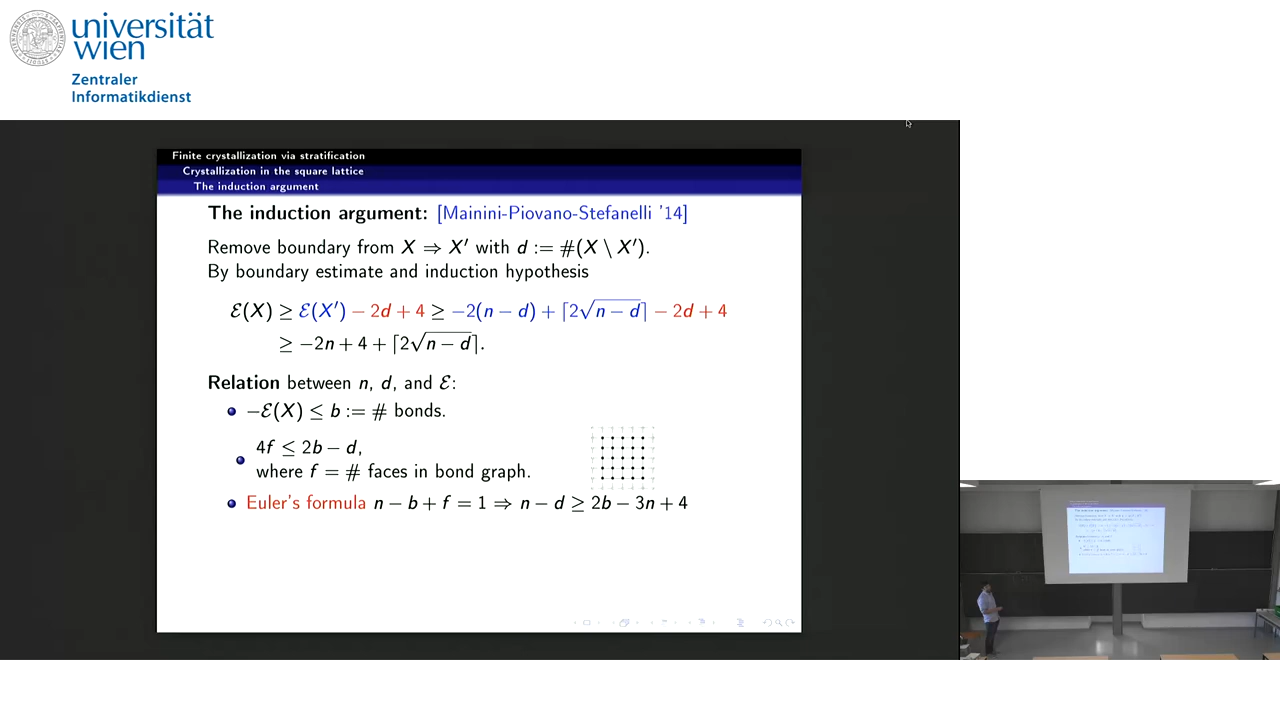 universität
wien
Zentraler
Informatikdienst
Finite crystallization via stratification
Crystallization in the square lattice
The induction argument
The induction argument: [Mainini-Piovano-Stefanelli '14]
Remove boundary from X ⇒ X′ with d := #(X \ X′).
By boundary estimate and induction hypothesis
ℰ(X) ≥ ℰ(X′) − 2d + 4 ≥ −2(n − d) + ⌈2√(n − d)⌉ − 2d + 4
≥ −2n + 4 + ⌈2√(n − d)⌉.
Relation between n, d, and ℰ:
−ℰ(X) ≤ b := # bonds.
4f ≤ 2b − d,
where f = # faces in bond graph.
Euler's formula n − b + f = 1 ⇒ n − d ≥ 2b − 3n + 4